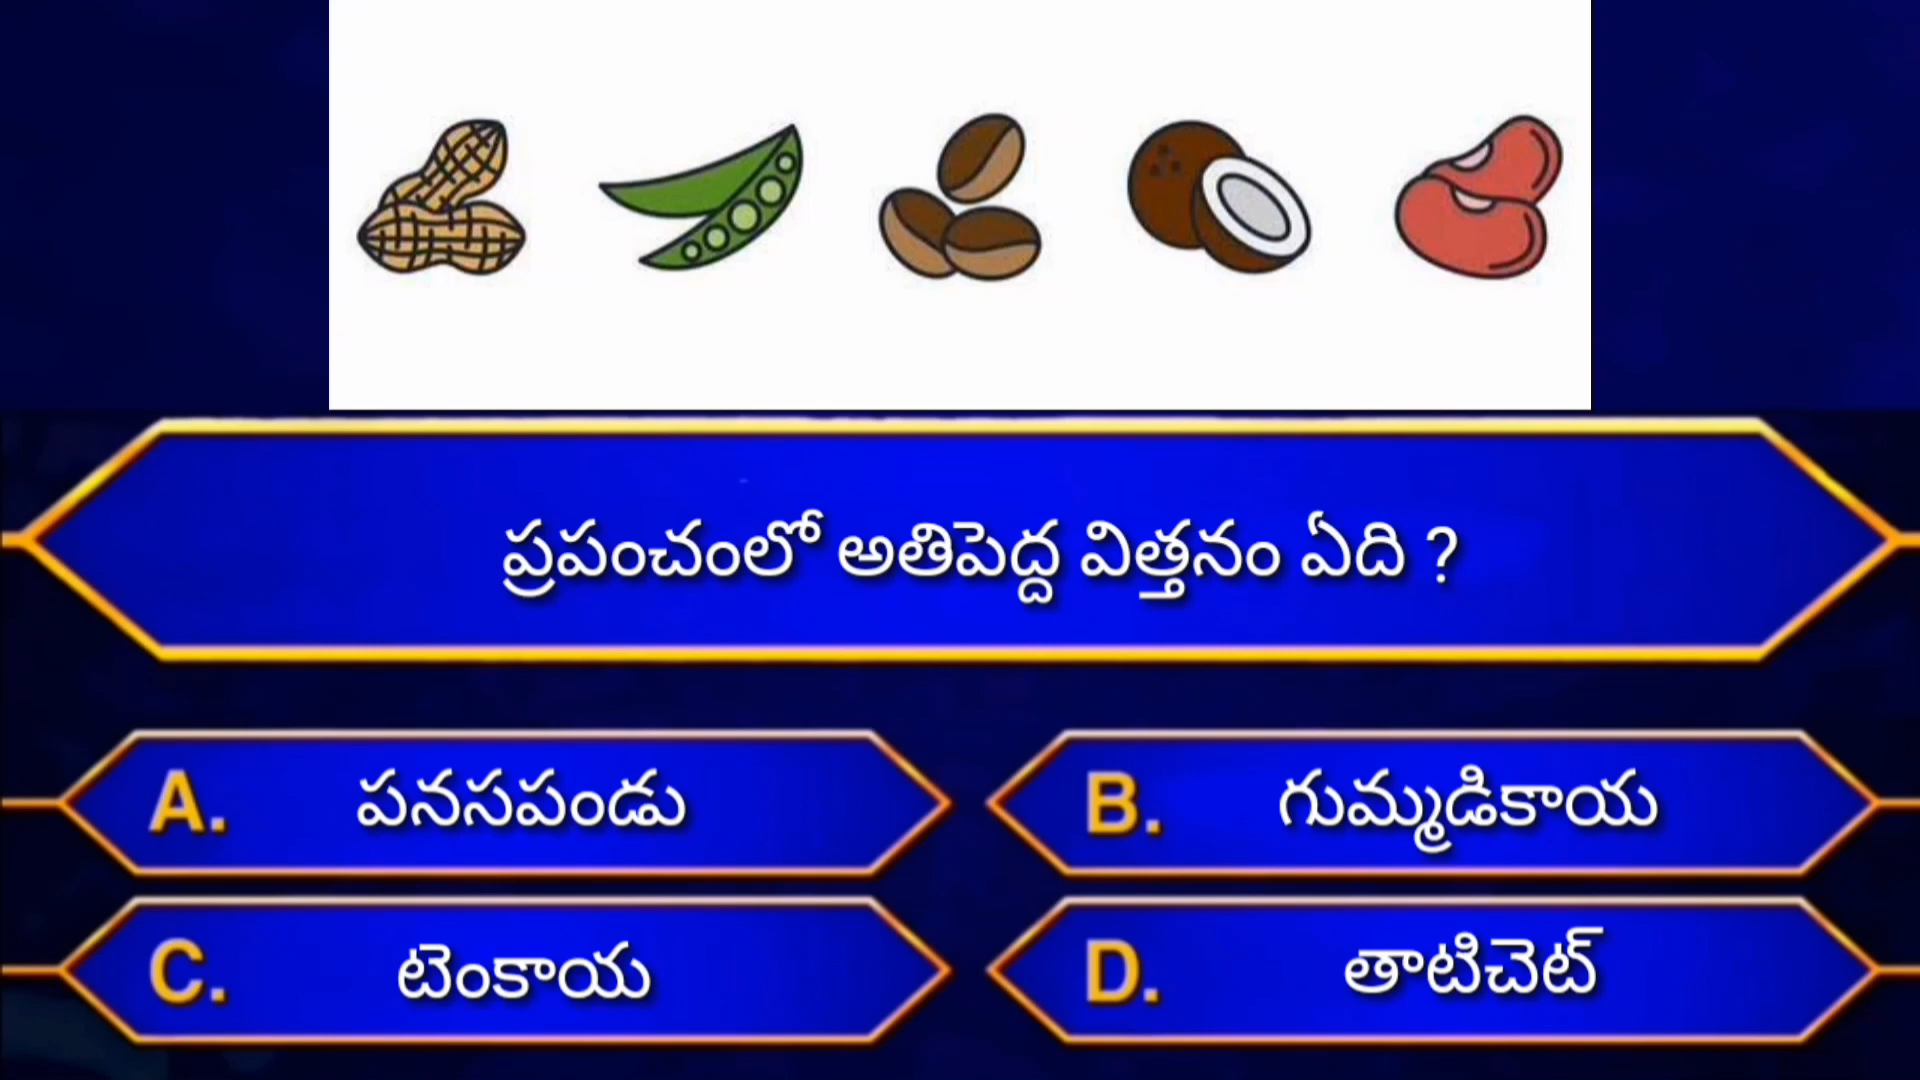 ప్రపంచంలో అతిపెద్ద విత్తనం ఏది ?
A. పనసపండు
B. గుమ్మడికాయ
C. టెంకాయ
D. తాటిచెట్